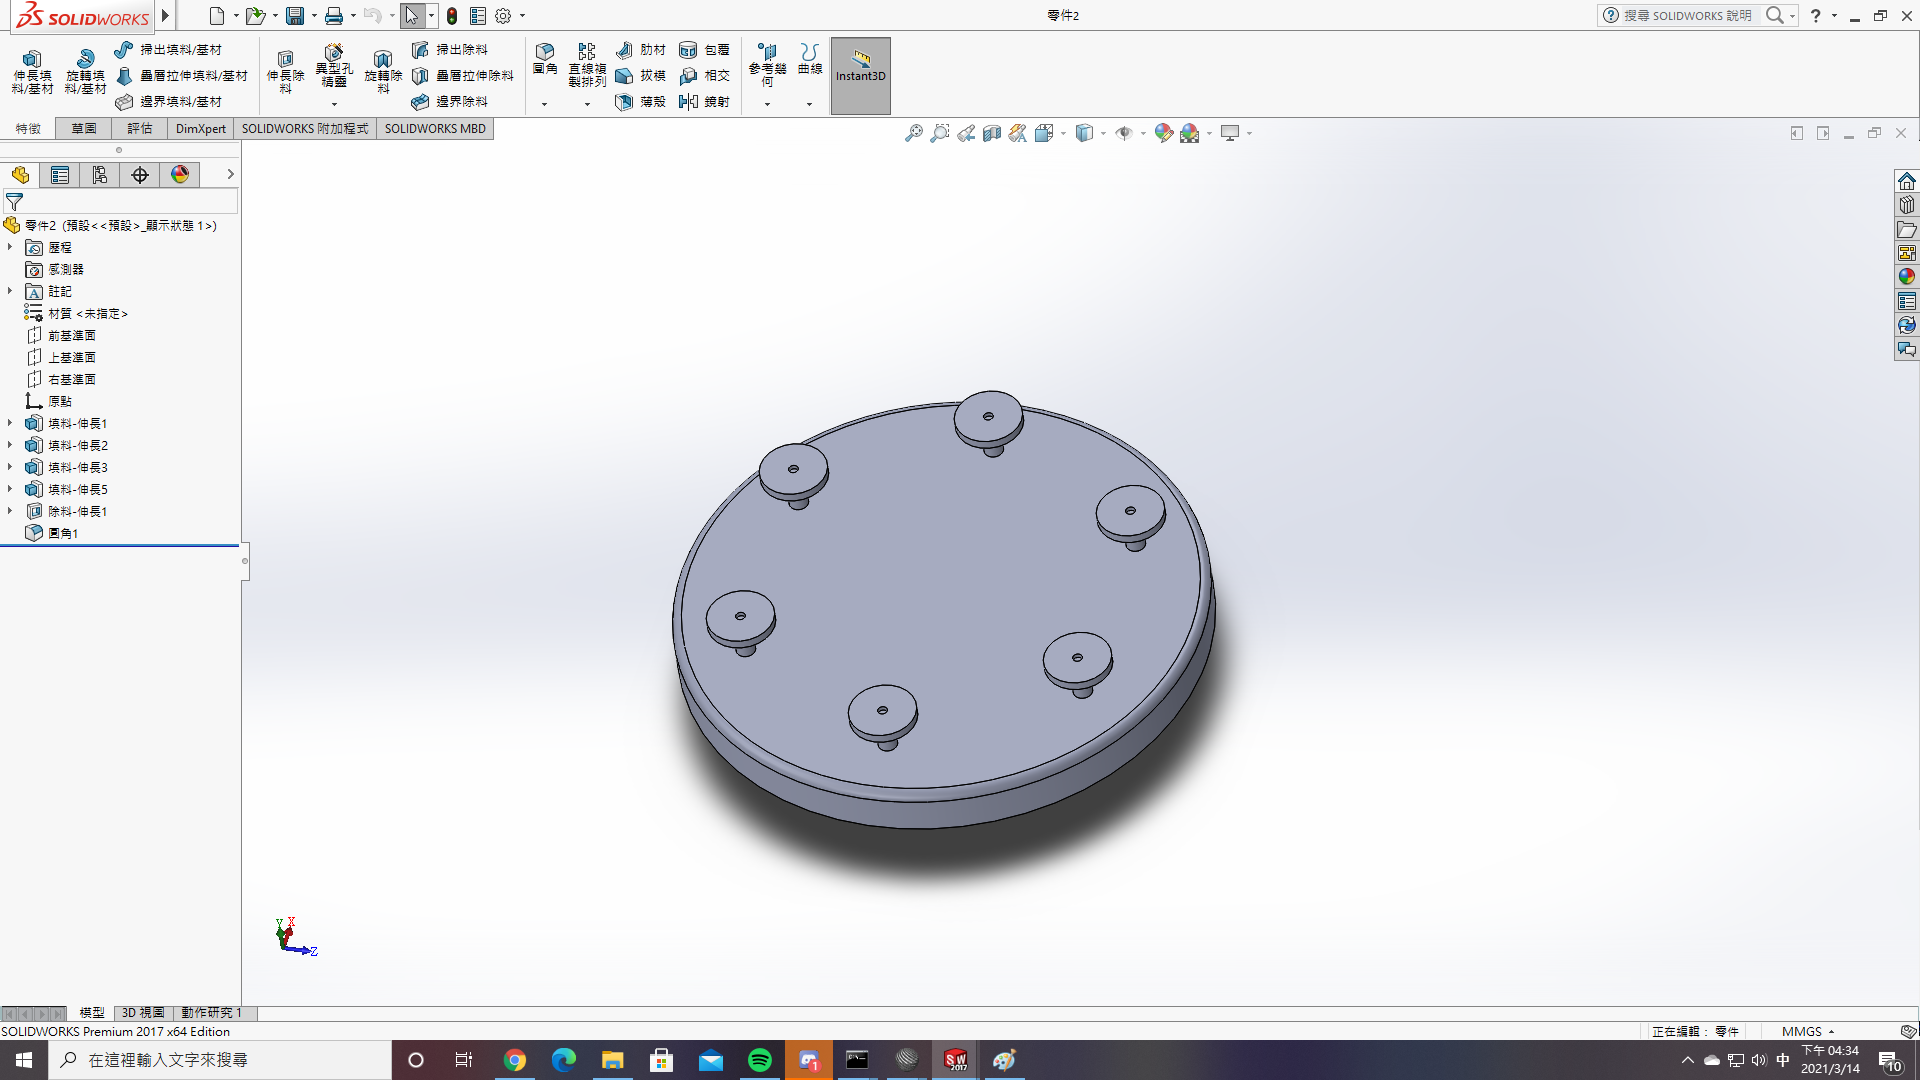 SOLIDWORKS
零件2
搜尋 SOLIDWORKS 說明
伸長填料/基材
旋轉填料/基材
掃出填料/基材
疊層拉伸填料/基材
邊界填料/基材
伸長除料
異型孔精靈
旋轉除料
掃出除料
疊層拉伸除料
邊界除料
圓角
直線複製排列
肋材
拔模
薄殼
包覆
相交
鏡射
參考幾何
曲線
Instant3D
特徵
草圖
評估
DimXpert
SOLIDWORKS 附加程式
SOLIDWORKS MBD
零件2 (預設<<預設>_顯示狀態 1>)
歷程
感測器
註記
材質 <未指定>
前基準面
上基準面
右基準面
原點
填料-伸長1
填料-伸長2
填料-伸長3
填料-伸長5
除料-伸長1
圓角1
Y X
Z
模型
3D 視圖
動作研究 1
SOLIDWORKS Premium 2017 x64 Edition
正在編輯： 零件
MMGS
在這裡輸入文字來搜尋
1
SW
2017
中
下午 04:34
2021/3/14
10